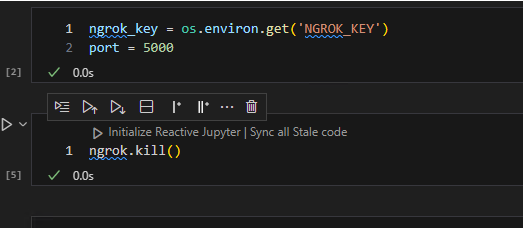 1 ngrok_key = os.environ.get('NGROK_KEY')
2 port = 5000
[2] 0.0s
Initialize Reactive Jupyter | Sync all Stale code
1 ngrok.kill()
[5] 0.0s